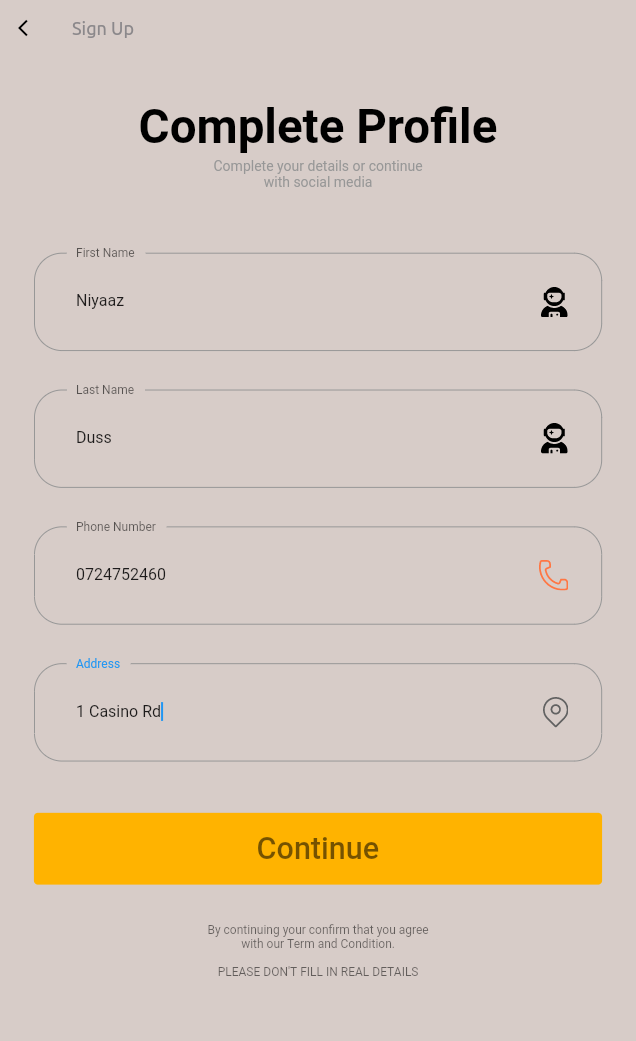 Sign Up
Complete Profile
Complete your details or continue
with social media
First Name
Niyaaz
Last Name
Duss
Phone Number
0724752460
Address
1 Casino Rd
Continue
By continuing your confirm that you agree
with our Term and Condition.
PLEASE DON'T FILL IN REAL DETAILS